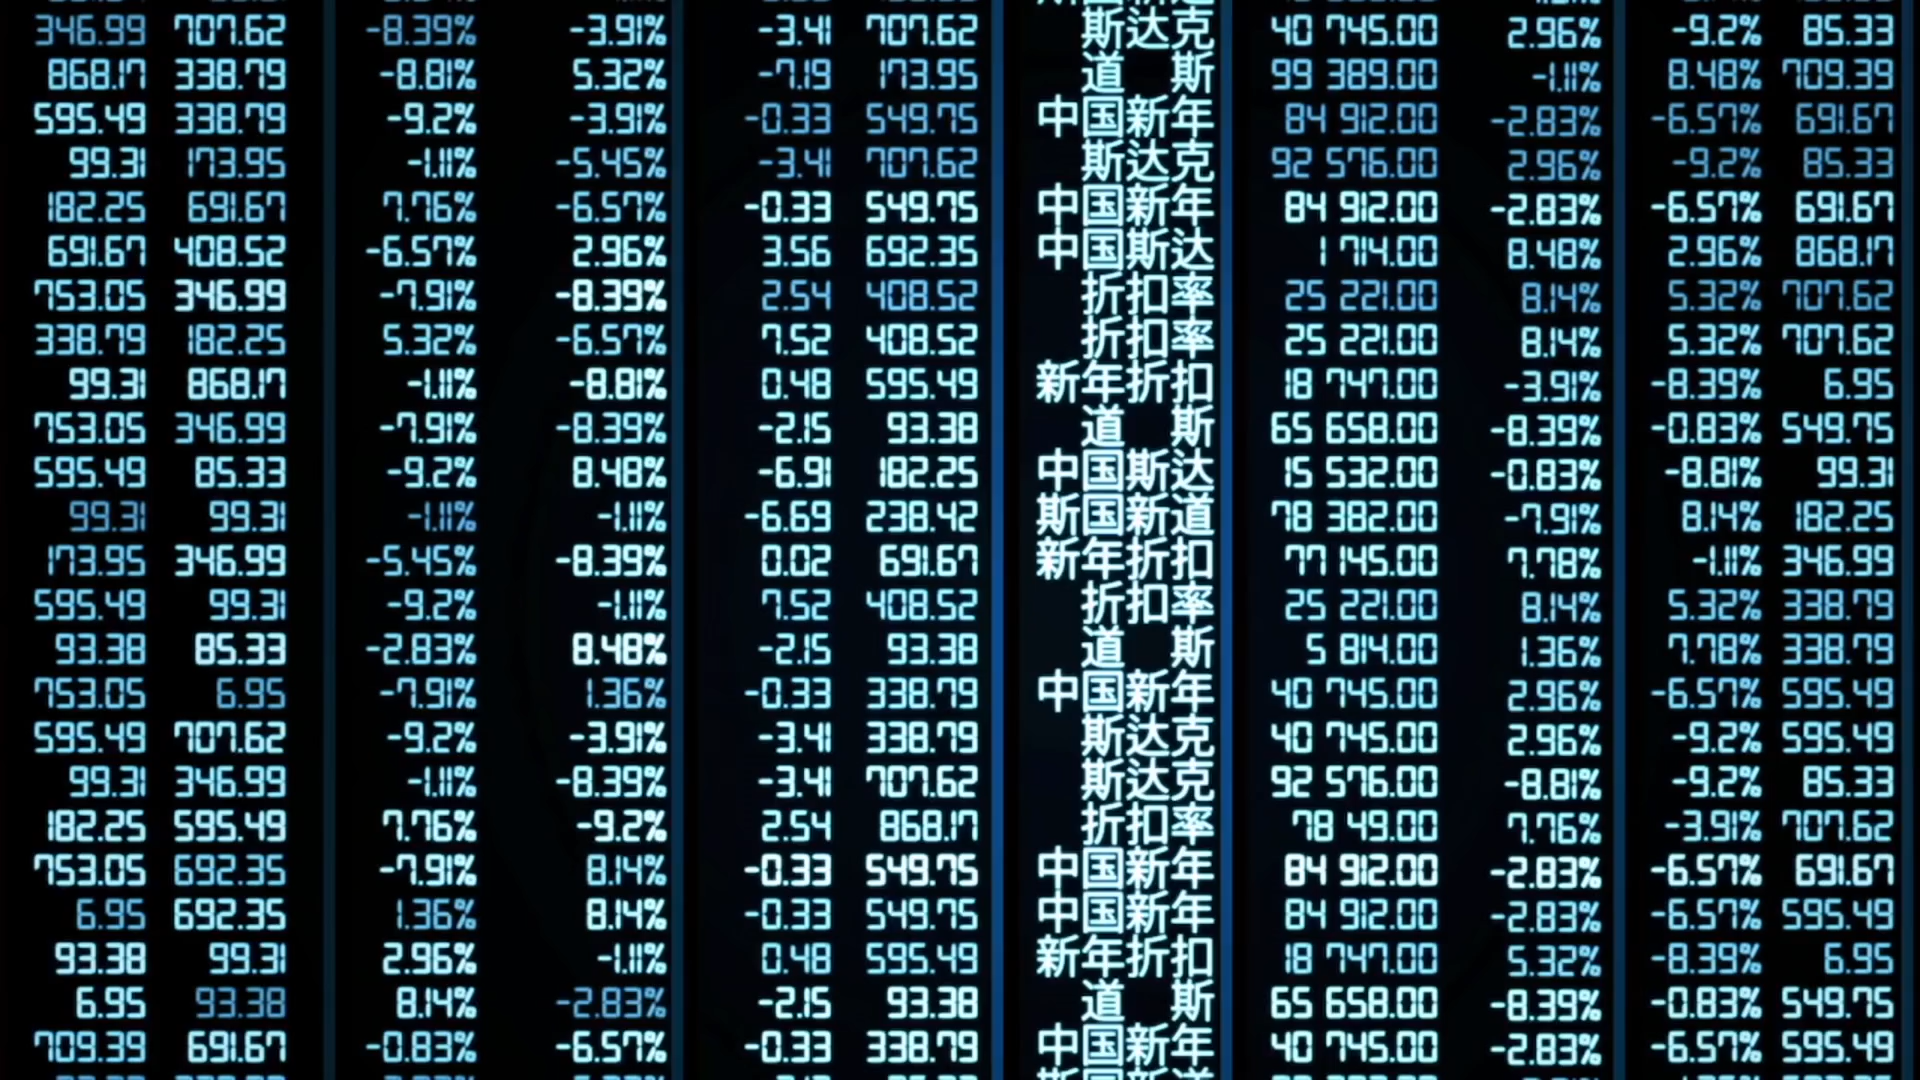 346.99 707.62 -8.39% -3.91% -3.41 707.62 斯达克 40 745.00 2.96% -9.2% 85.33
868.17 338.79 -8.81% 5.32% -7.19 173.95 道 斯 99 389.00 -1.11% 8.48% 709.39
595.49 338.79 -9.2% -3.91% -0.33 549.75 中国新年 84 912.00 -2.83% -6.57% 691.67
99.31 173.95 -1.11% -5.45% -3.41 707.62 斯达克 92 576.00 2.96% -9.2% 85.33
182.25 691.67 7.76% -6.57% -0.33 549.75 中国新年 84 912.00 -2.83% -6.57% 691.67
691.67 408.52 -6.57% 2.96% 3.56 692.35 中国斯达 1 714.00 8.48% 2.96% 868.17
753.05 346.99 -7.91% -8.39% 2.54 408.52 折扣率 25 221.00 8.14% 5.32% 707.62
338.79 182.25 5.32% -6.57% 7.52 408.52 折扣率 25 221.00 8.14% 5.32% 707.62
99.31 868.17 -1.11% -8.81% 0.48 595.49 新年折扣 18 747.00 -3.91% -8.39% 6.95
753.05 346.99 -7.91% -8.39% -2.15 93.38 道 斯 65 658.00 -8.39% -0.83% 549.75
595.49 85.33 -9.2% 8.48% -6.91 182.25 中国斯达 15 532.00 -0.83% -8.81% 99.31
99.31 99.31 -1.11% -1.11% -6.69 238.42 斯国新道 78 382.00 -7.91% 8.14% 182.25
173.95 346.99 -5.45% -8.39% 0.02 691.67 新年折扣 77 145.00 7.78% -1.11% 346.99
595.49 99.31 -9.2% -1.11% 7.52 408.52 折扣率 25 221.00 8.14% 5.32% 338.79
93.38 85.33 -2.83% 8.48% -2.15 93.38 道 斯 5 814.00 1.36% 7.78% 338.79
753.05 6.95 -7.91% 1.36% -0.33 338.79 中国新年 40 745.00 2.96% -6.57% 595.49
595.49 707.62 -9.2% -3.91% -3.41 338.79 斯达克 40 745.00 2.96% -9.2% 595.49
99.31 346.99 -1.11% -8.39% -3.41 707.62 斯达克 92 576.00 -8.81% -9.2% 85.33
182.25 595.49 7.76% -9.2% 2.54 868.17 折扣率 78 49.00 7.76% -3.91% 707.62
753.05 692.35 -7.91% 8.14% -0.33 549.75 中国新年 84 912.00 -2.83% -6.57% 691.67
6.95 692.35 1.36% 8.14% -0.33 549.75 中国新年 84 912.00 -2.83% -6.57% 595.49
93.38 99.31 2.96% -1.11% 0.48 595.49 新年折扣 18 747.00 5.32% -8.39% 6.95
6.95 93.38 8.14% -2.83% -2.15 93.38 道 斯 65 658.00 -8.39% -0.83% 549.75
709.39 691.67 -0.83% -6.57% -0.33 338.79 中国新年 40 745.00 -2.83% -6.57% 595.49